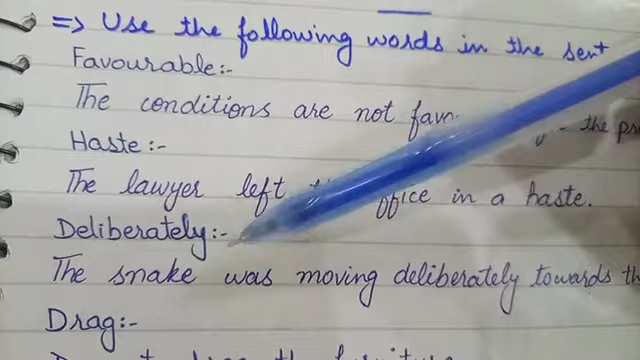 => Use the following words in the sent
Favourable:-
The conditions are not favo the pr
Haste:-
The lawyer left office in a haste.
Deliberately:-
The snake was moving deliberately towards th
Drag:-